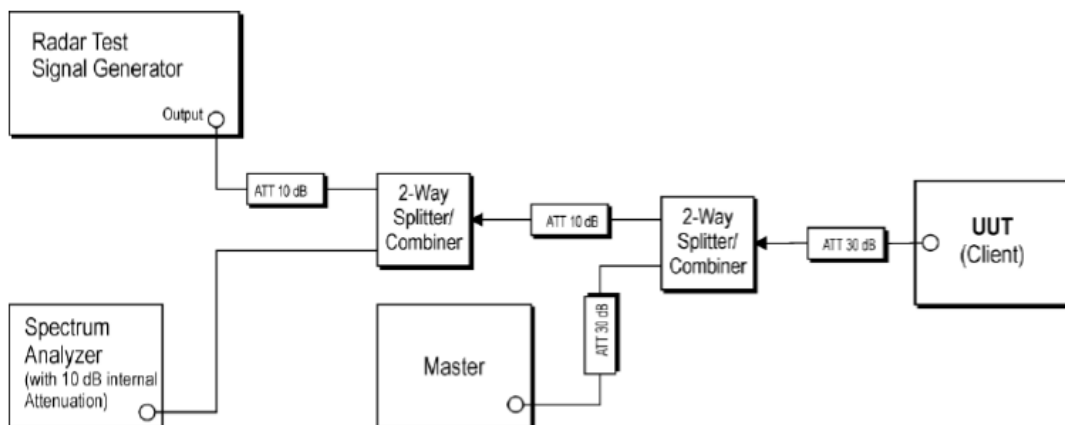 Radar Test
Signal Generator
Output
ATT 10 dB
2-Way
Splitter/
Combiner
ATT 10 dB
2-Way
Splitter/
Combiner
ATT 30 dB
UUT
(Client)
Spectrum
Analyzer
(with 10 dB internal
Attenuation)
Master
ATT 30 dB